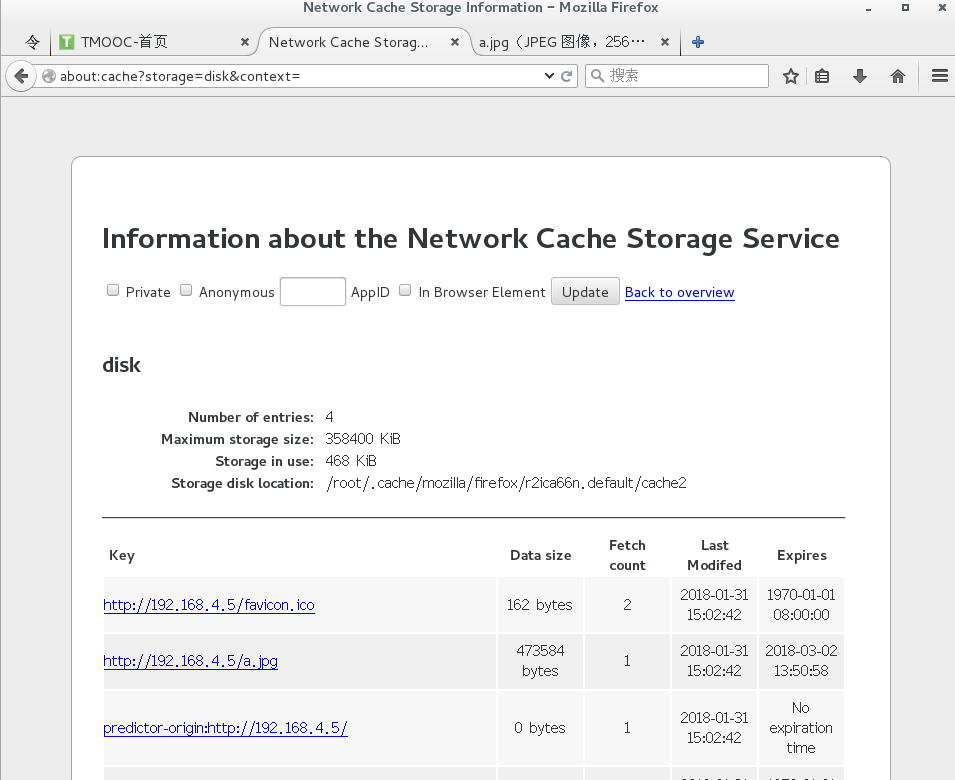 Network Cache Storage Information - Mozilla Firefox
TMOOC-首页
Network Cache Storag...
a.jpg（JPEG 图像，256···
about:cache?storage=disk&context=
搜索
Information about the Network Cache Storage Service
Private Anonymous AppID In Browser Element Update Back to overview
disk
Number of entries: 4
Maximum storage size: 358400 KiB
Storage in use: 468 KiB
Storage disk location: /root/.cache/mozilla/firefox/r2ica66n.default/cache2
Key Data size Fetch count Last Modifed Expires
http://192.168.4.5/favicon.ico 162 bytes 2 2018-01-31 15:02:42 1970-01-01 08:00:00
http://192.168.4.5/a.jpg 473584 bytes 1 2018-01-31 15:02:42 2018-03-02 13:50:58
predictor-origin:http://192.168.4.5/ 0 bytes 1 2018-01-31 15:02:42 No expiration time